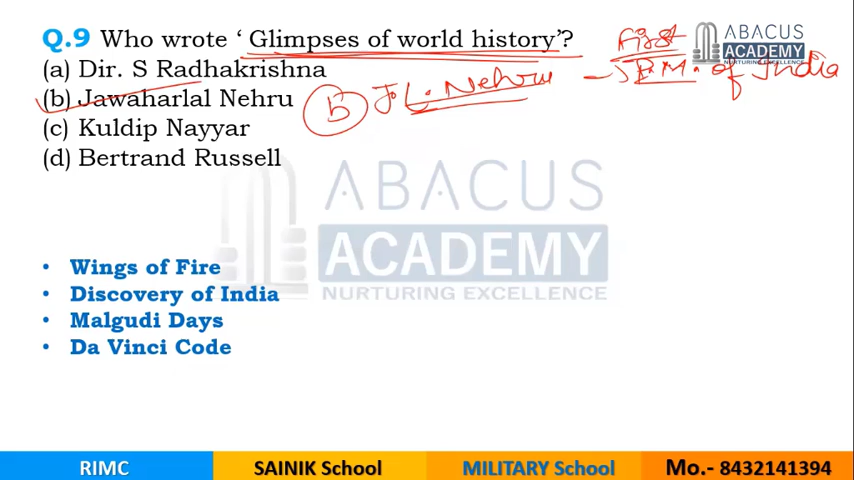 Q.9 Who wrote ‘ Glimpses of world history’?
(a) Dir. S Radhakrishna
(b) Jawaharlal Nehru
(c) Kuldip Nayyar
(d) Bertrand Russell
b J. L. Nehru → First P.M. of India
ABACUS
ACADEMY
NURTURING EXCELLENCE
ABACUS
ACADEMY
NURTURING EXCELLENCE
• Wings of Fire
• Discovery of India
• Malgudi Days
• Da Vinci Code
RIMC SAINIK School MILITARY School Mo.- 8432141394